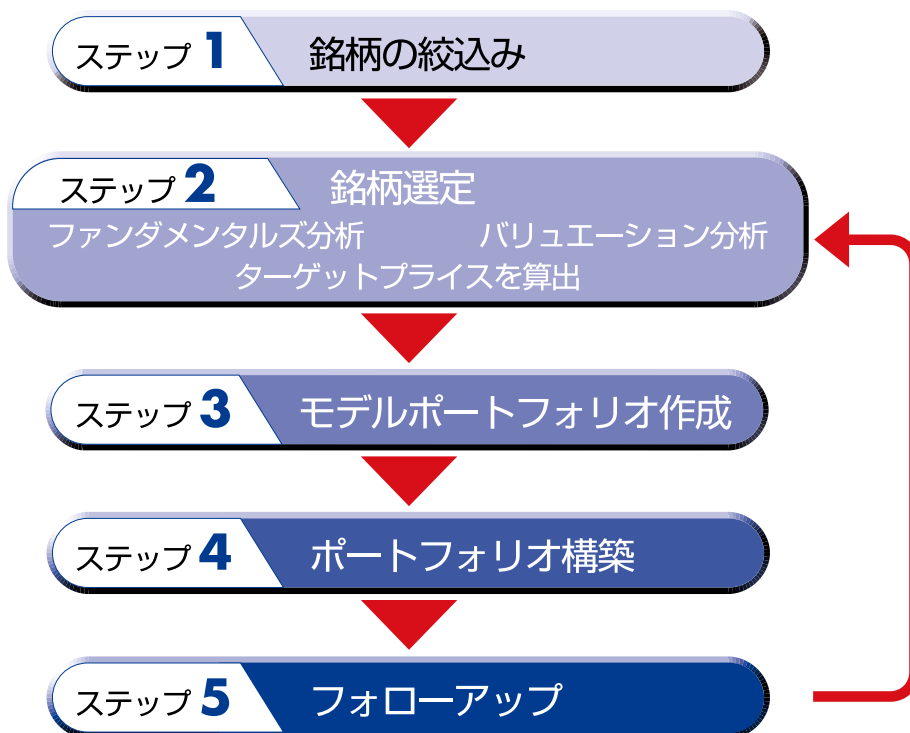 ステップ 1 銘柄の絞込み
ステップ 2 銘柄選定
ファンダメンタルズ分析 バリュエーション分析
ターゲットプライスを算出
ステップ 3 モデルポートフォリオ作成
ステップ 4 ポートフォリオ構築
ステップ 5 フォローアップ